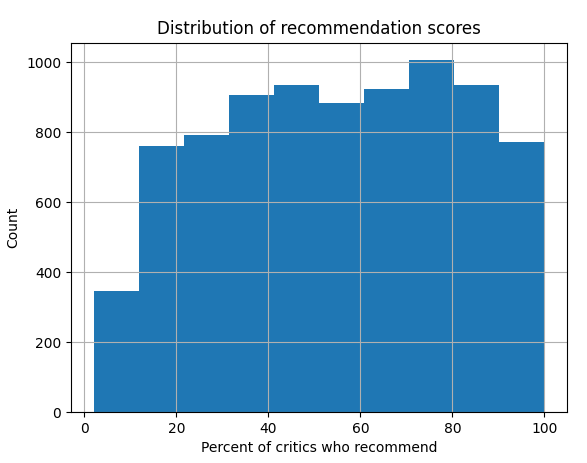 Distribution of recommendation scores
1000
800
600
400
200
0
Count
0 20 40 60 80 100
Percent of critics who recommend